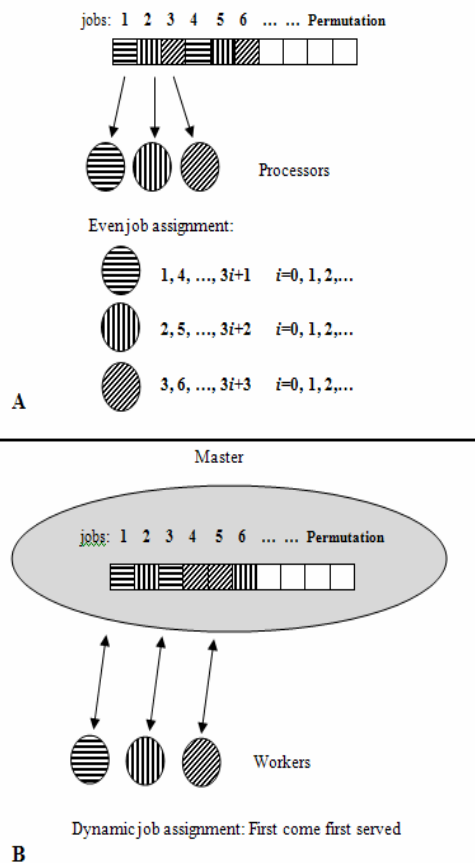 jobs: 1 2 3 4 5 6 ... ... Permutation
Processors
Even job assignment:
1, 4, ..., 3i+1 i=0, 1, 2,...
2, 5, ..., 3i+2 i=0, 1, 2,...
3, 6, ..., 3i+3 i=0, 1, 2,...
A
Master
jobs: 1 2 3 4 5 6 ... ... Permutation
Workers
Dynamic job assignment: First come first served
B